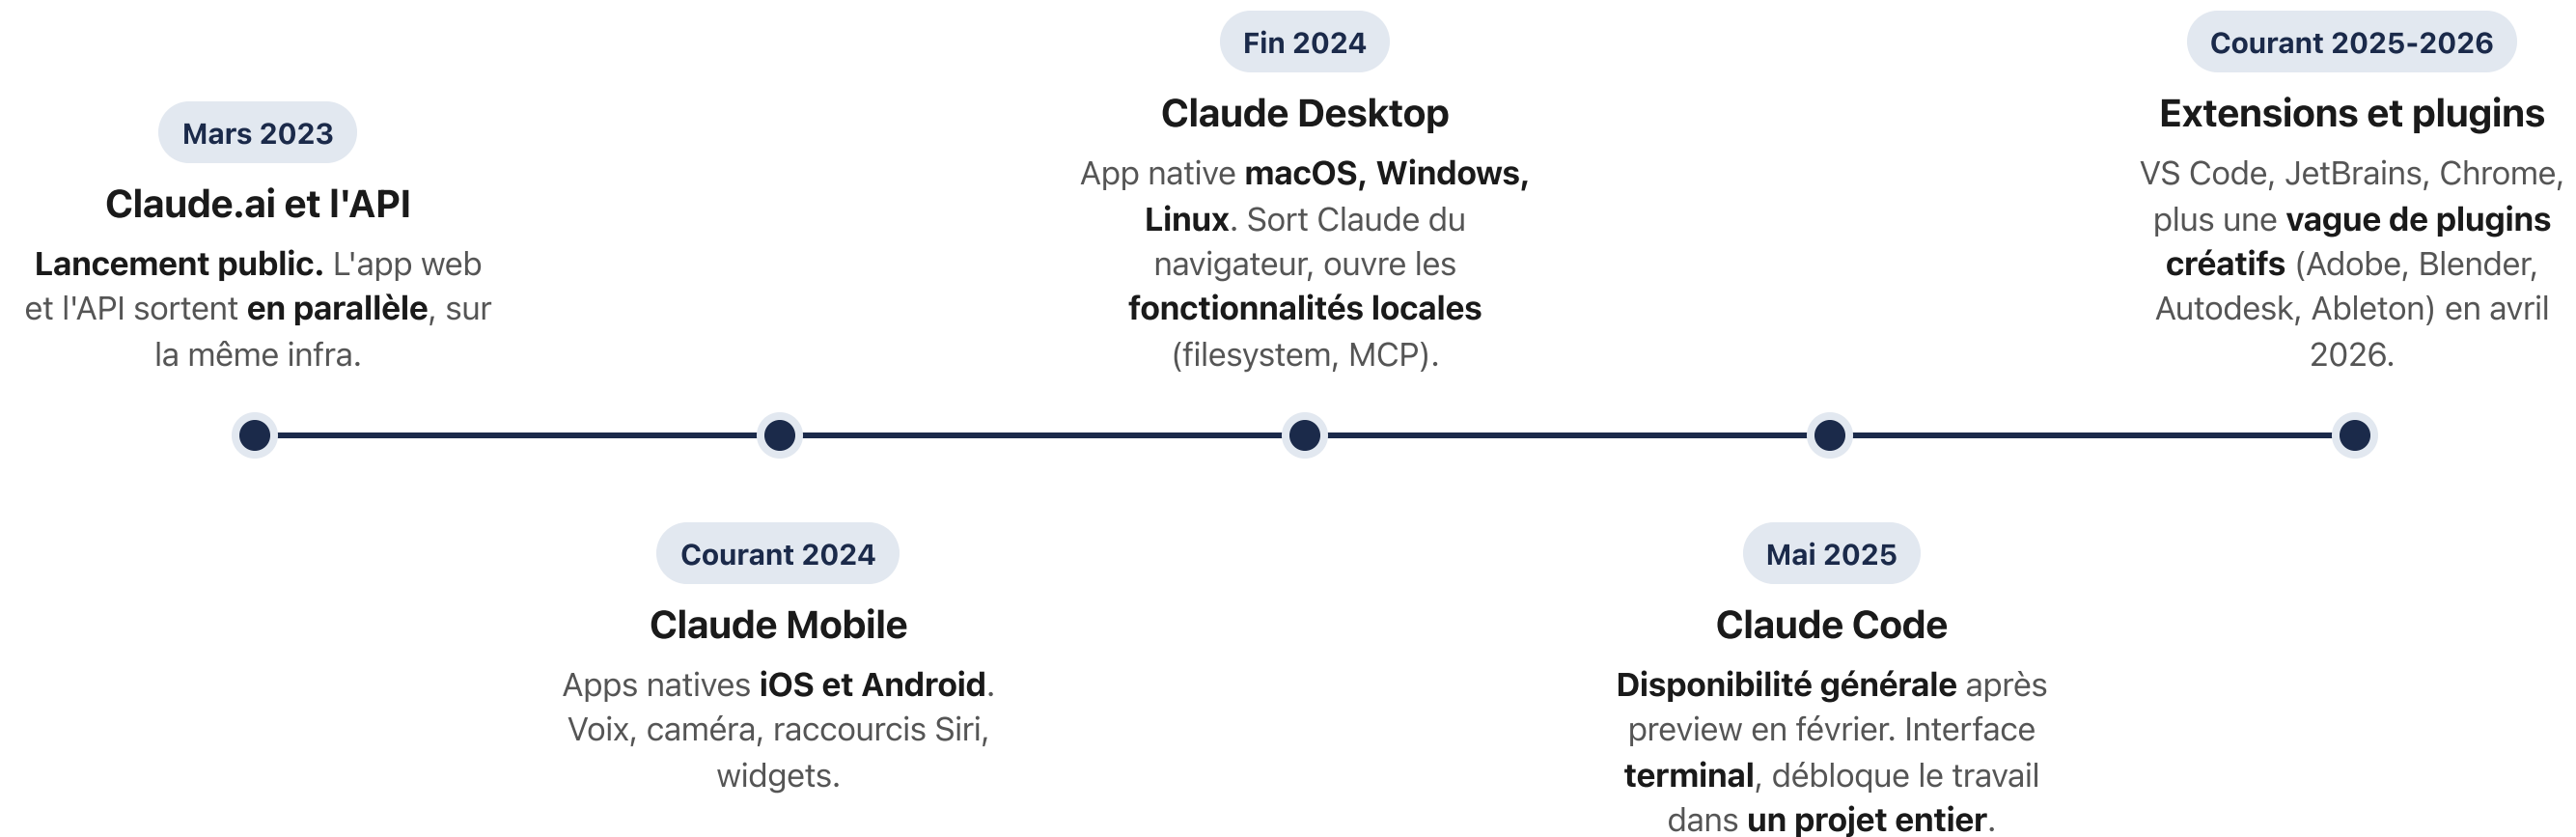 Mars 2023
Claude.ai et l'API
Lancement public. L'app web
et l'API sortent en parallèle, sur
la même infra.
Courant 2024
Claude Mobile
Apps natives iOS et Android.
Voix, caméra, raccourcis Siri,
widgets.
Fin 2024
Claude Desktop
App native macOS, Windows,
Linux. Sort Claude du
navigateur, ouvre les
fonctionnalités locales
(filesystem, MCP).
Mai 2025
Claude Code
Disponibilité générale après
preview en février. Interface
terminal, débloque le travail
dans un projet entier.
Courant 2025-2026
Extensions et plugins
VS Code, JetBrains, Chrome,
plus une vague de plugins
créatifs (Adobe, Blender,
Autodesk, Ableton) en avril
2026.